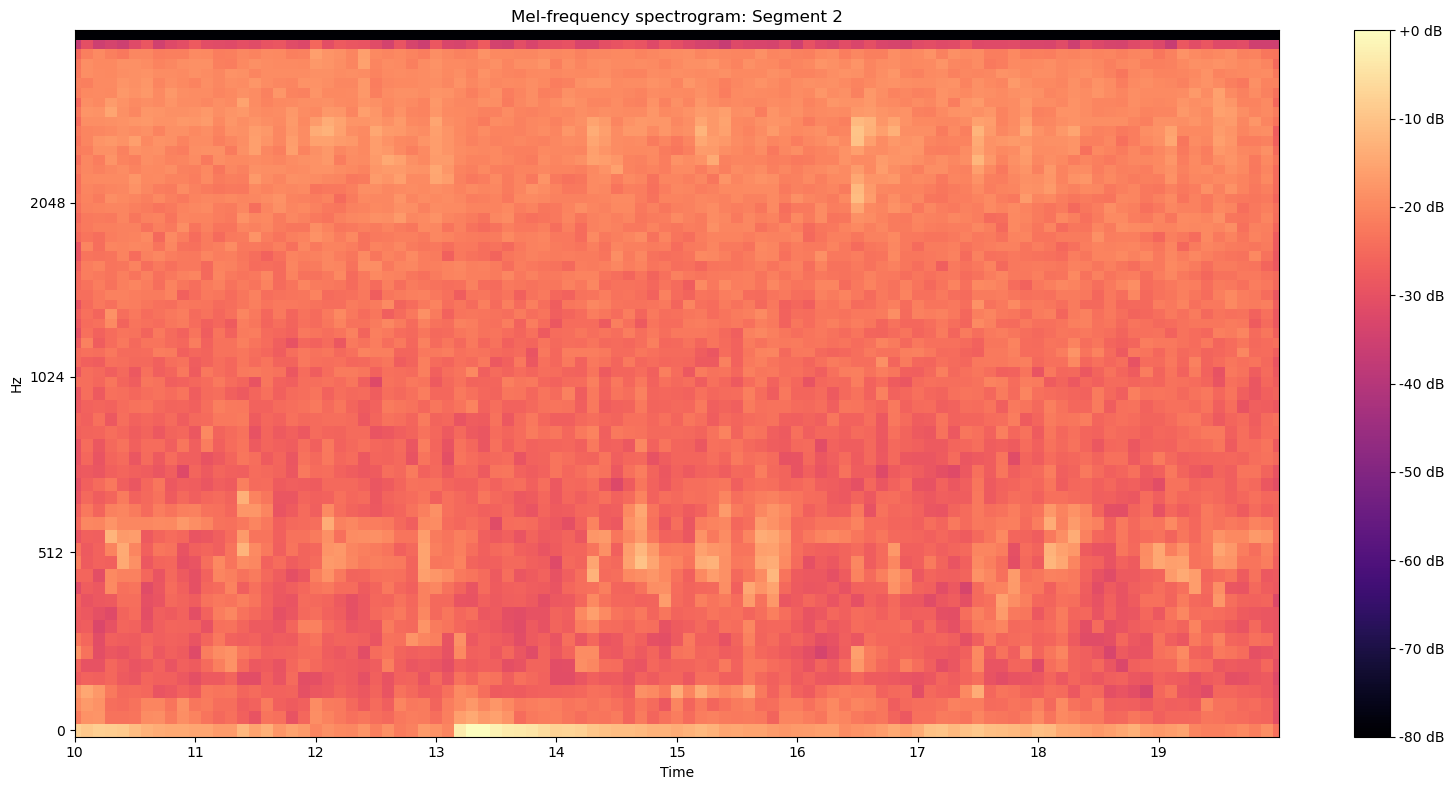 Mel-frequency spectrogram: Segment 2
Hz
2048
1024
512
0
10 11 12 13 14 15 16 17 18 19
Time
+0 dB
-10 dB
-20 dB
-30 dB
-40 dB
-50 dB
-60 dB
-70 dB
-80 dB